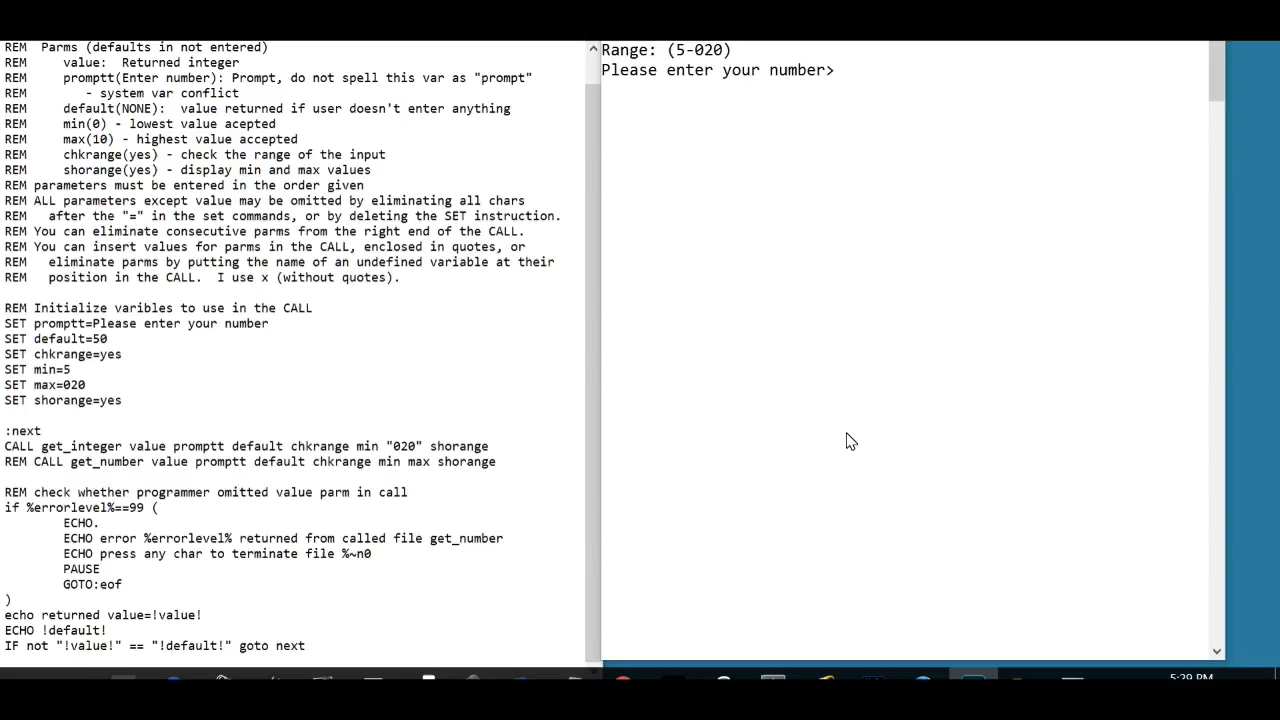 REM  Parms (defaults in not entered)
REM     value:  Returned integer
REM     promptt(Enter number): Prompt, do not spell this var as "prompt"
REM        - system var conflict
REM     default(NONE):  value returned if user doesn't enter anything
REM     min(0) - lowest value acepted
REM     max(10) - highest value accepted
REM     chkrange(yes) - check the range of the input
REM     shorange(yes) - display min and max values
REM parameters must be entered in the order given
REM ALL parameters except value may be omitted by eliminating all chars
REM   after the "=" in the set commands, or by deleting the SET instruction.
REM You can eliminate consecutive parms from the right end of the CALL.
REM You can insert values for parms in the CALL, enclosed in quotes, or
REM   eliminate parms by putting the name of an undefined variable at their
REM   position in the CALL.  I use x (without quotes).
REM Initialize varibles to use in the CALL
SET promptt=Please enter your number
SET default=50
SET chkrange=yes
SET min=5
SET max=020
SET shorange=yes
:next
CALL get_integer value promptt default chkrange min "020" shorange
REM CALL get_number value promptt default chkrange min max shorange
REM check whether programmer omitted value parm in call
if %errorlevel%==99 (
        ECHO.
        ECHO error %errorlevel% returned from called file get_number
        ECHO press any char to terminate file %~n0
        PAUSE
        GOTO:eof
)
echo returned value=!value!
ECHO !default!
IF not "!value!" == "!default!" goto next
Range: (5-020)
Please enter your number>
5:29 PM